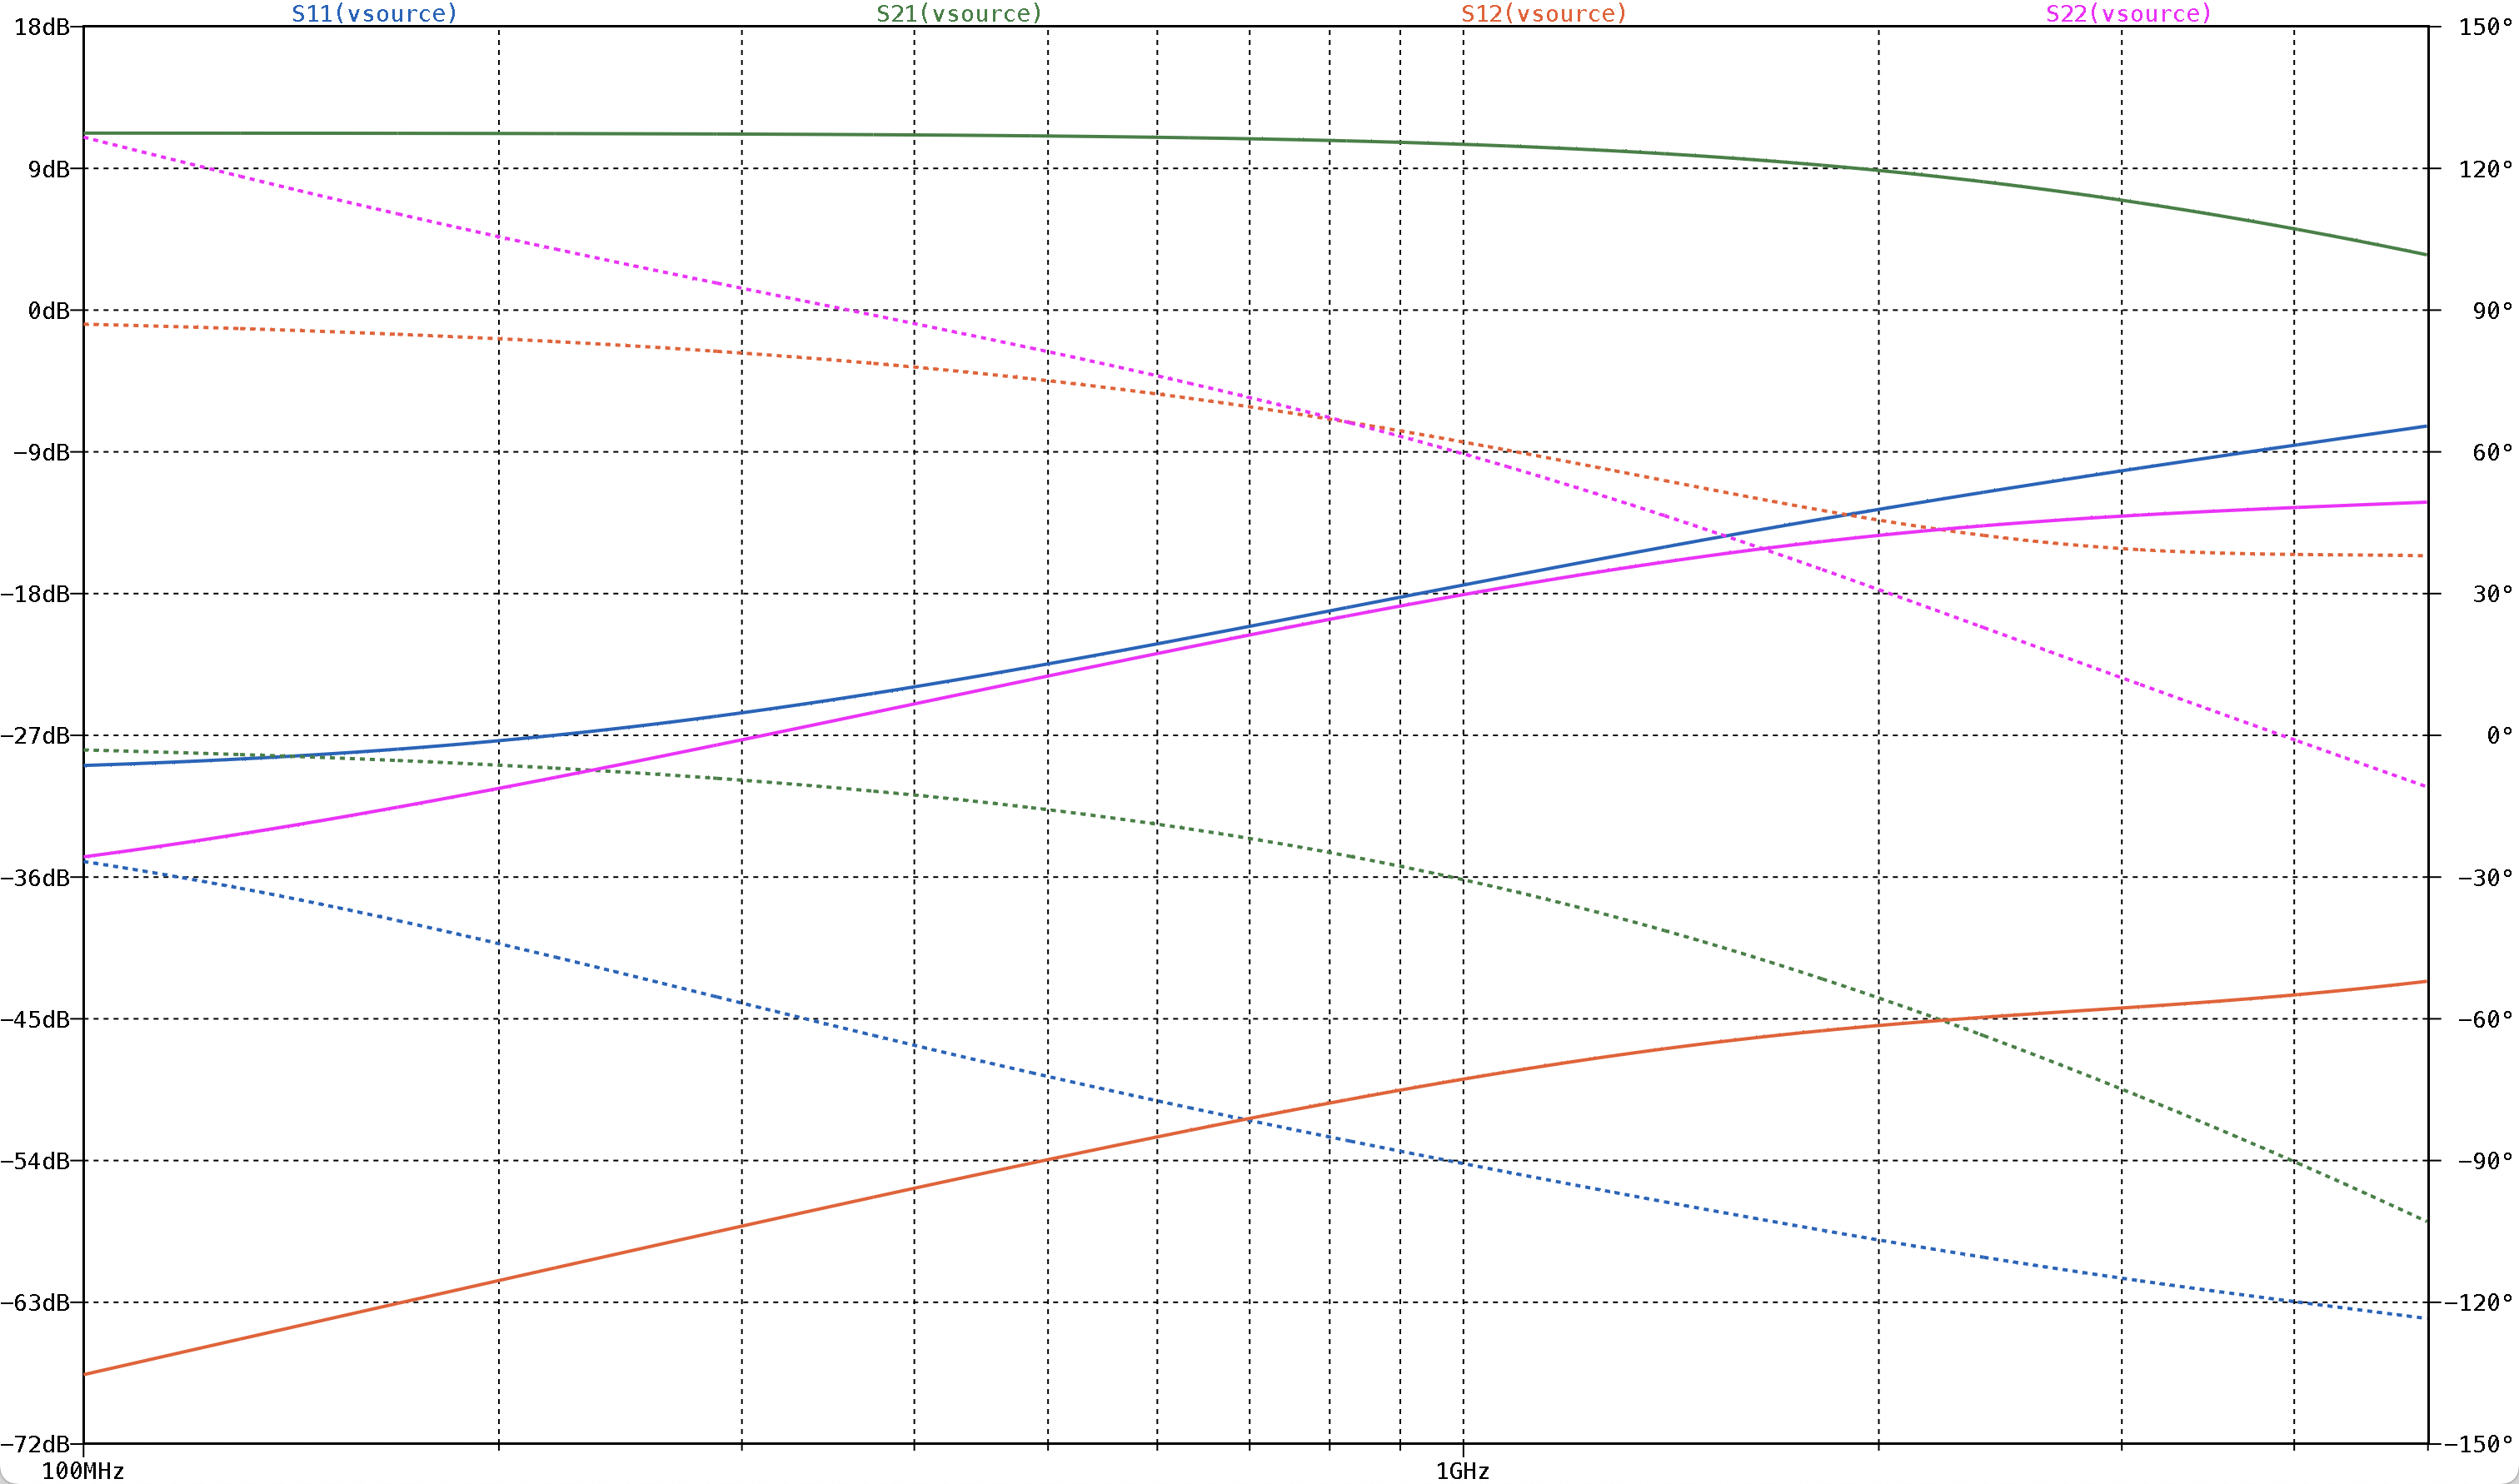 S11(vsource) S21(vsource) S12(vsource) S22(vsource)
18dB 150°
9dB 120°
0dB 90°
-9dB 60°
-18dB 30°
-27dB 0°
-36dB -30°
-45dB -60°
-54dB -90°
-63dB -120°
-72dB -150°
100MHz 1GHz